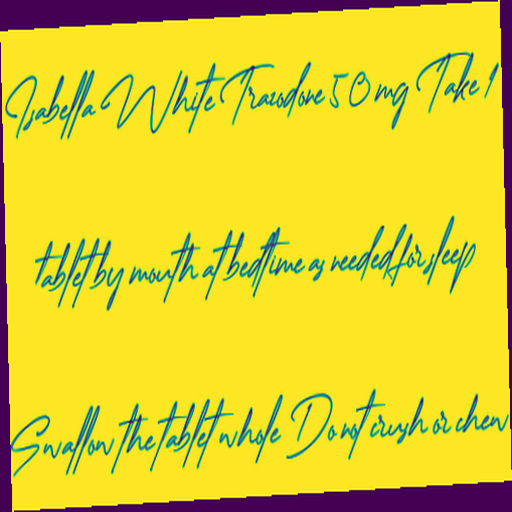 Isabella White Trazodone 50 mg Take 1
tablet by mouth at bedtime as needed for sleep
Swallow the tablet whole Do not crush or chew